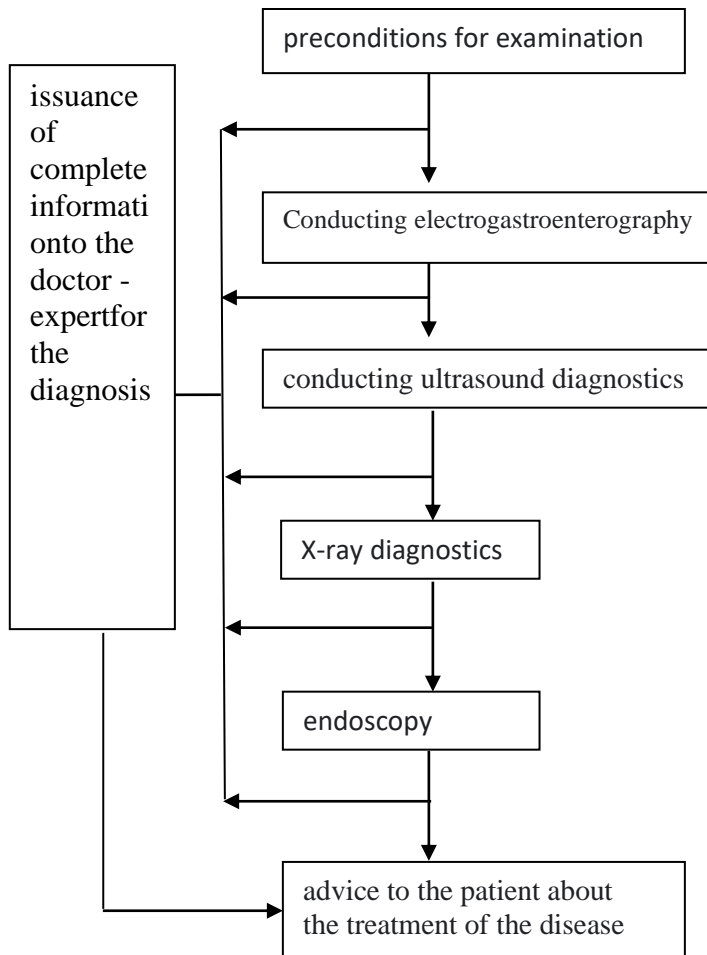 preconditions for examination
issuance
of
complete
informati
onto the
doctor -
expertfor
the
diagnosis
Conducting electrogastroenterography
conducting ultrasound diagnostics
X-ray diagnostics
endoscopy
advice to the patient about
the treatment of the disease